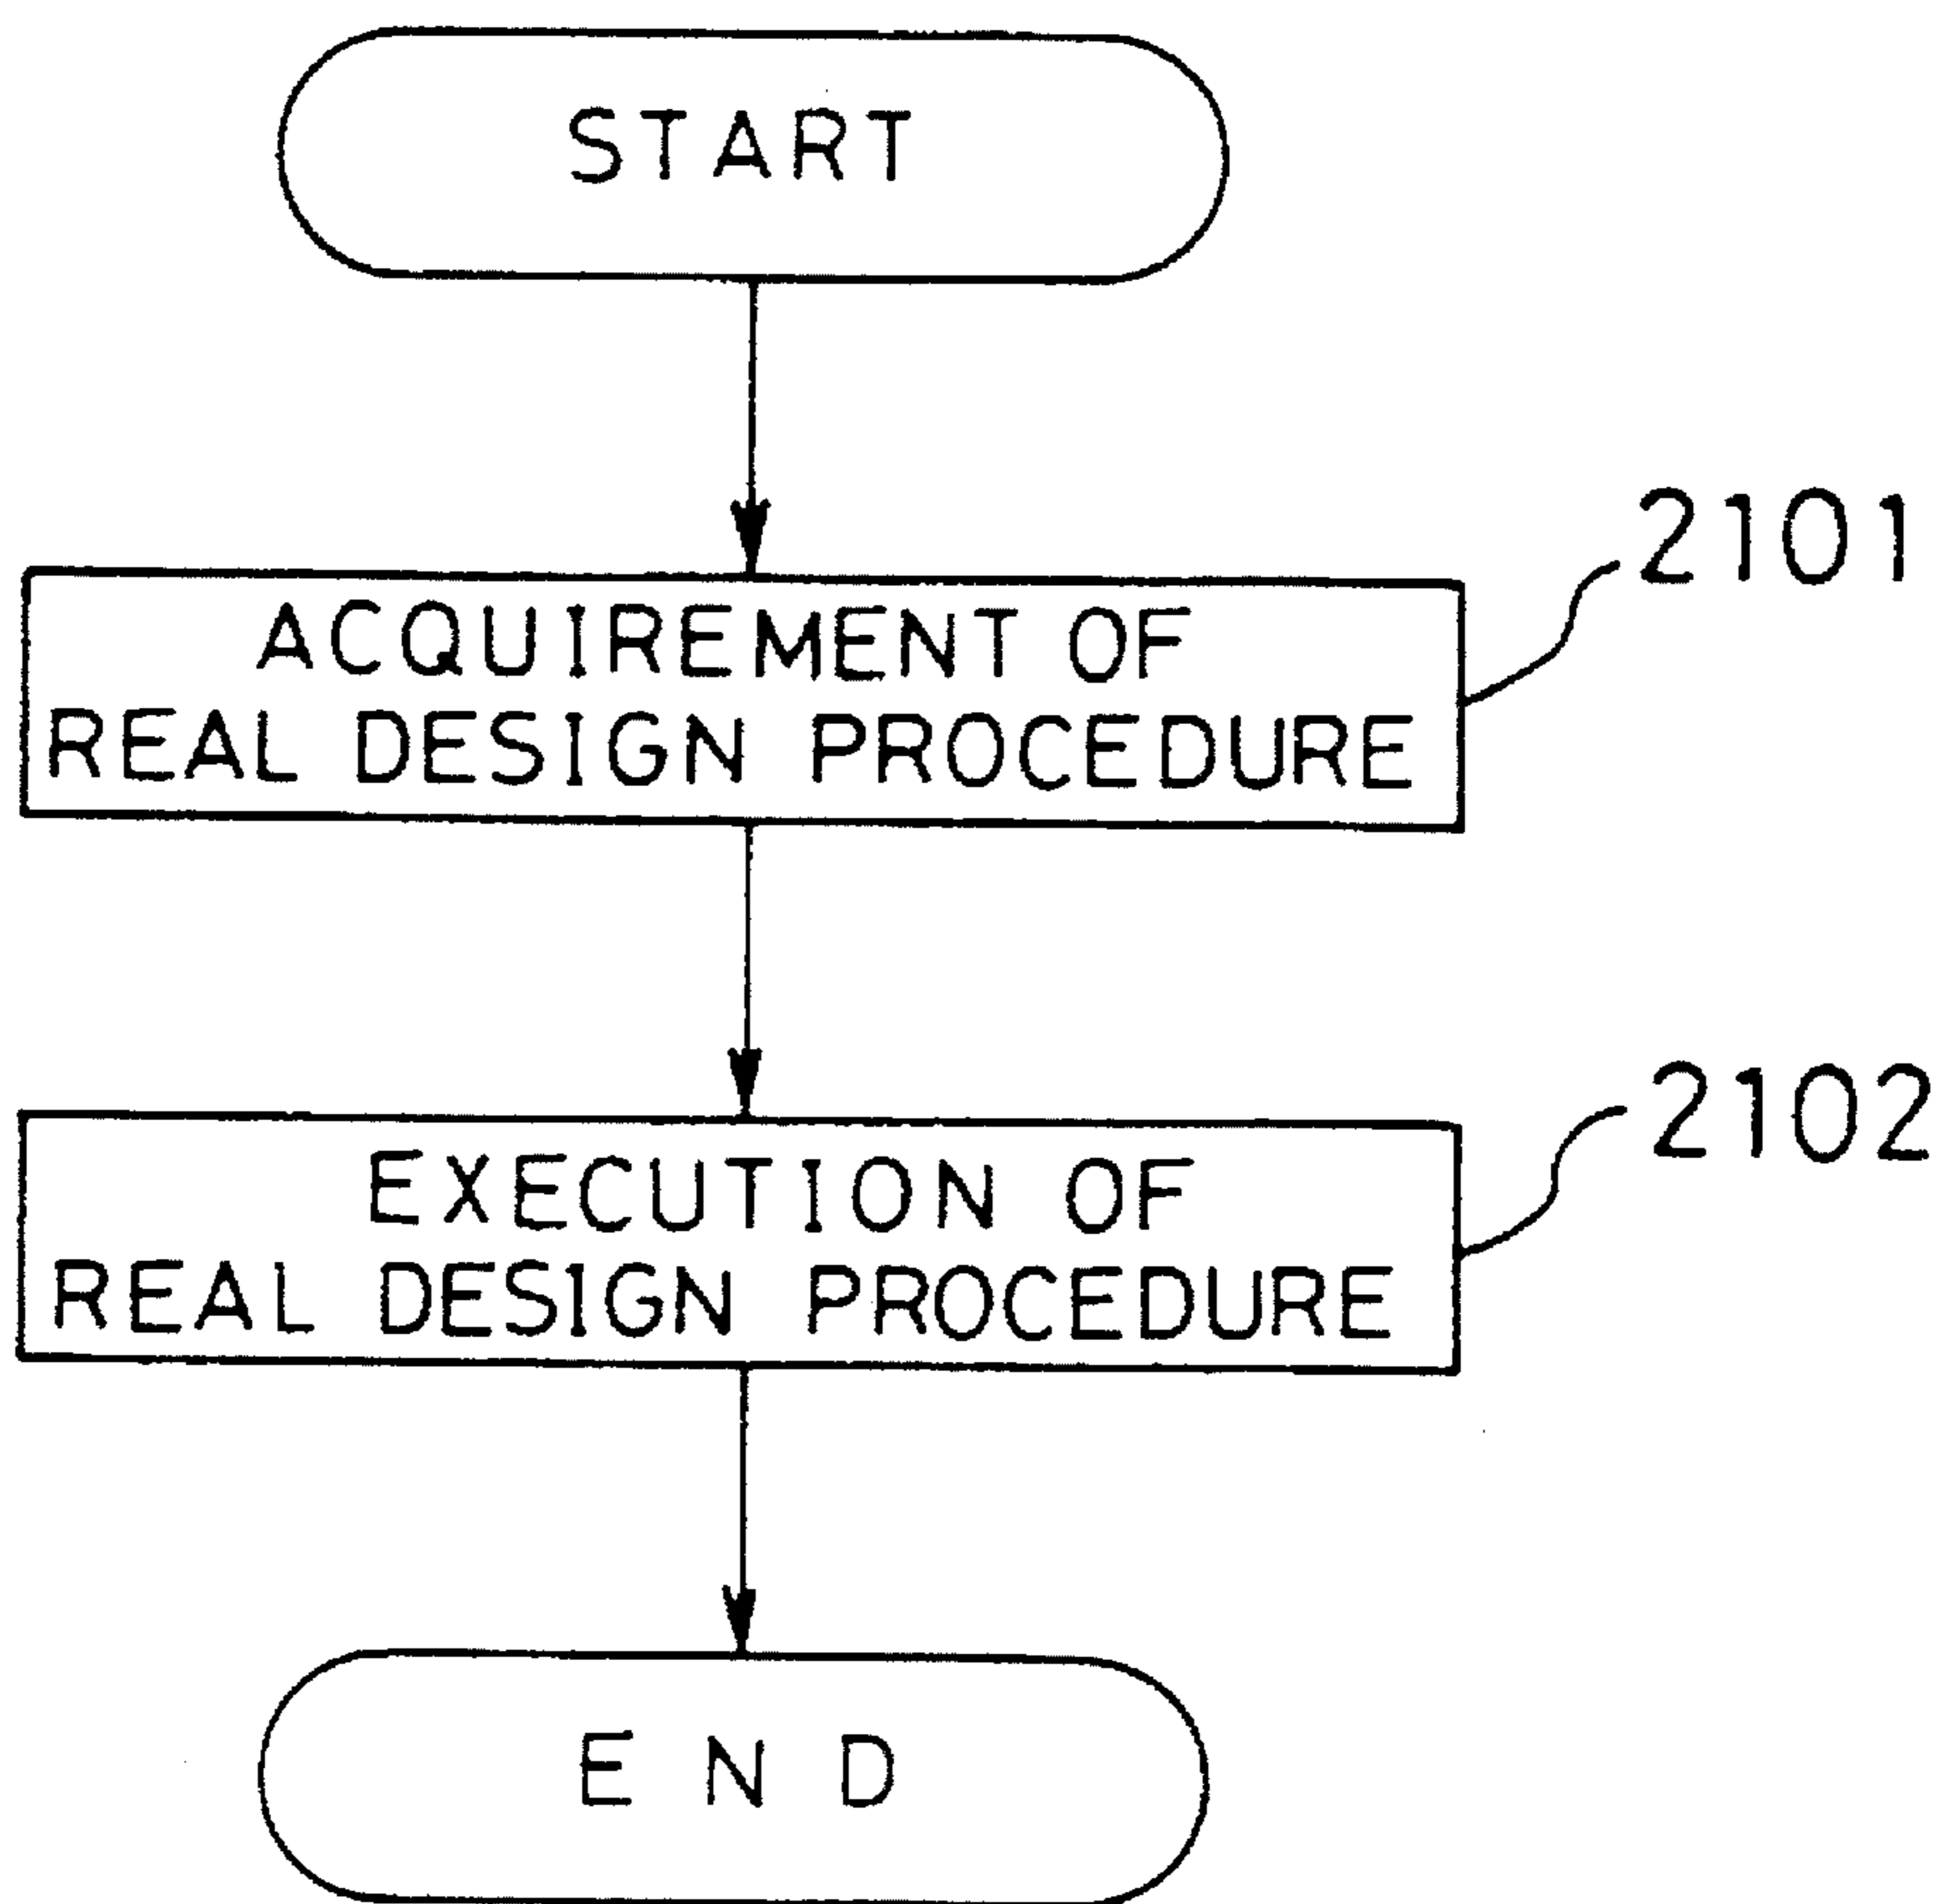 START
2101
ACQUIREMENT OF
REAL DESIGN PROCEDURE
2102
EXECUTION OF
REAL DESIGN PROCEDURE
END